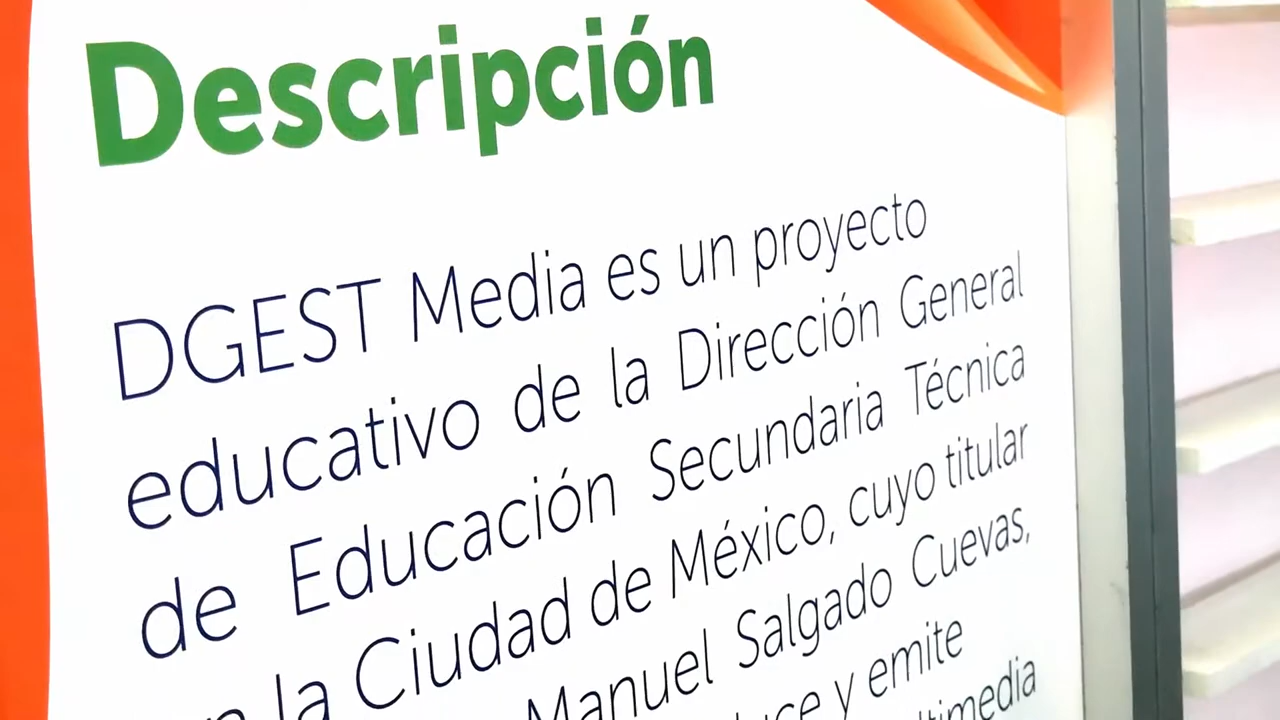 Descripción
DGEST Media es un proyecto
educativo de la Dirección General
de Educación Secundaria Técnica
la Ciudad de México, cuyo titular
Manuel Salgado Cuevas,
y emite